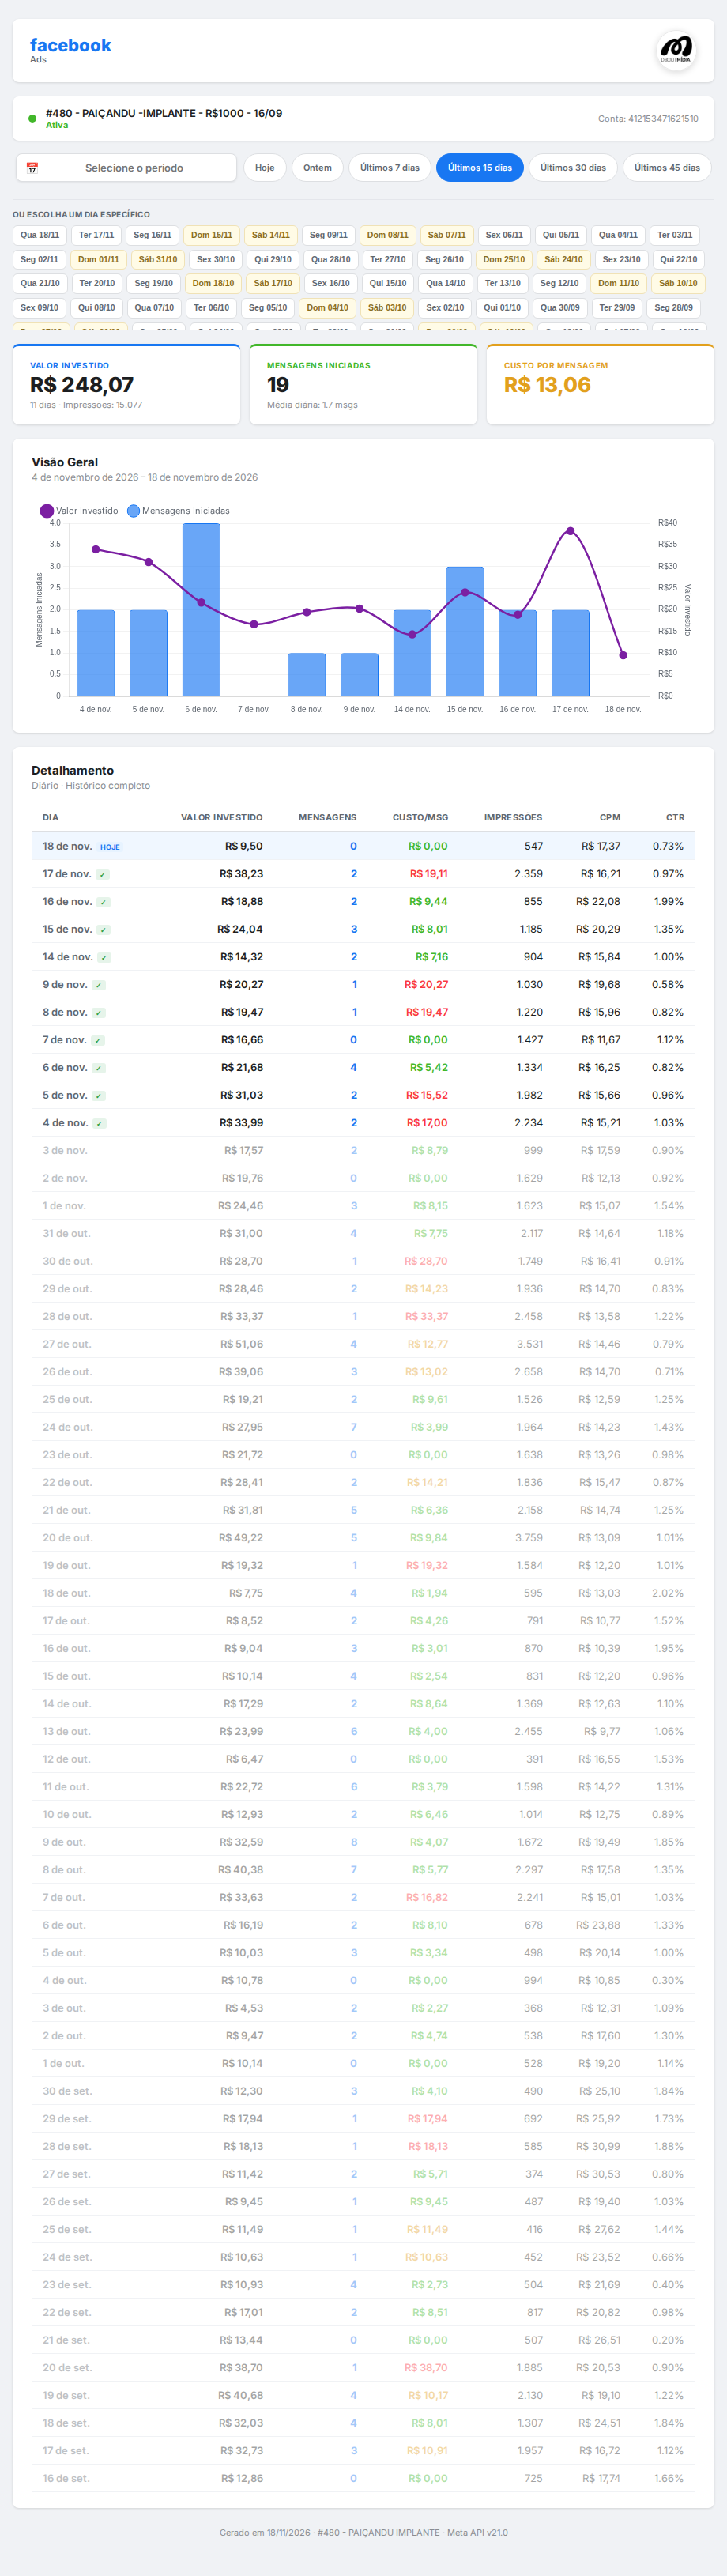 facebook
Ads
DBOUTMÍDIA
#480 - PAIÇANDU -IMPLANTE - R$1000 - 16/09
Ativa
Conta: 412153471621510
Selecione o período
Hoje
Ontem
Últimos 7 dias
Últimos 15 dias
Últimos 30 dias
Últimos 45 dias
OU ESCOLHA UM DIA ESPECÍFICO
Qua 18/11 Ter 17/11 Seg 16/11 Dom 15/11 Sáb 14/11 Seg 09/11 Dom 08/11 Sáb 07/11 Sex 06/11 Qui 05/11 Qua 04/11 Ter 03/11
Seg 02/11 Dom 01/11 Sáb 31/10 Sex 30/10 Qui 29/10 Qua 28/10 Ter 27/10 Seg 26/10 Dom 25/10 Sáb 24/10 Sex 23/10 Qui 22/10
Qua 21/10 Ter 20/10 Seg 19/10 Dom 18/10 Sáb 17/10 Sex 16/10 Qui 15/10 Qua 14/10 Ter 13/10 Seg 12/10 Dom 11/10 Sáb 10/10
Sex 09/10 Qui 08/10 Qua 07/10 Ter 06/10 Seg 05/10 Dom 04/10 Sáb 03/10 Sex 02/10 Qui 01/10 Qua 30/09 Ter 29/09 Seg 28/09
VALOR INVESTIDO
R$ 248,07
11 dias · Impressões: 15.077
MENSAGENS INICIADAS
19
Média diária: 1.7 msgs
CUSTO POR MENSAGEM
R$ 13,06
Visão Geral
4 de novembro de 2026 – 18 de novembro de 2026
Valor Investido Mensagens Iniciadas
4.0 R$40
3.5 R$35
3.0 R$30
2.5 R$25
2.0 R$20
1.5 R$15
1.0 R$10
0.5 R$5
0 R$0
Mensagens Iniciadas
Valor Investido
4 de nov. 5 de nov. 6 de nov. 7 de nov. 8 de nov. 9 de nov. 14 de nov. 15 de nov. 16 de nov. 17 de nov. 18 de nov.
Detalhamento
Diário · Histórico completo
DIA VALOR INVESTIDO MENSAGENS CUSTO/MSG IMPRESSÕES CPM CTR
18 de nov. HOJE R$ 9,50 0 R$ 0,00 547 R$ 17,37 0.73%
17 de nov. ✓ R$ 38,23 2 R$ 19,11 2.359 R$ 16,21 0.97%
16 de nov. ✓ R$ 18,88 2 R$ 9,44 855 R$ 22,08 1.99%
15 de nov. ✓ R$ 24,04 3 R$ 8,01 1.185 R$ 20,29 1.35%
14 de nov. ✓ R$ 14,32 2 R$ 7,16 904 R$ 15,84 1.00%
9 de nov. ✓ R$ 20,27 1 R$ 20,27 1.030 R$ 19,68 0.58%
8 de nov. ✓ R$ 19,47 1 R$ 19,47 1.220 R$ 15,96 0.82%
7 de nov. ✓ R$ 16,66 0 R$ 0,00 1.427 R$ 11,67 1.12%
6 de nov. ✓ R$ 21,68 4 R$ 5,42 1.334 R$ 16,25 0.82%
5 de nov. ✓ R$ 31,03 2 R$ 15,52 1.982 R$ 15,66 0.96%
4 de nov. ✓ R$ 33,99 2 R$ 17,00 2.234 R$ 15,21 1.03%
3 de nov. R$ 17,57 2 R$ 8,79 999 R$ 17,59 0.90%
2 de nov. R$ 19,76 0 R$ 0,00 1.629 R$ 12,13 0.92%
1 de nov. R$ 24,46 3 R$ 8,15 1.623 R$ 15,07 1.54%
31 de out. R$ 31,00 4 R$ 7,75 2.117 R$ 14,64 1.18%
30 de out. R$ 28,70 1 R$ 28,70 1.749 R$ 16,41 0.91%
29 de out. R$ 28,46 2 R$ 14,23 1.936 R$ 14,70 0.83%
28 de out. R$ 33,37 1 R$ 33,37 2.458 R$ 13,58 1.22%
27 de out. R$ 51,06 4 R$ 12,77 3.531 R$ 14,46 0.79%
26 de out. R$ 39,06 3 R$ 13,02 2.658 R$ 14,70 0.71%
25 de out. R$ 19,21 2 R$ 9,61 1.526 R$ 12,59 1.25%
24 de out. R$ 27,95 7 R$ 3,99 1.964 R$ 14,23 1.43%
23 de out. R$ 21,72 0 R$ 0,00 1.638 R$ 13,26 0.98%
22 de out. R$ 28,41 2 R$ 14,21 1.836 R$ 15,47 0.87%
21 de out. R$ 31,81 5 R$ 6,36 2.158 R$ 14,74 1.25%
20 de out. R$ 49,22 5 R$ 9,84 3.759 R$ 13,09 1.01%
19 de out. R$ 19,32 1 R$ 19,32 1.584 R$ 12,20 1.01%
18 de out. R$ 7,75 4 R$ 1,94 595 R$ 13,03 2.02%
17 de out. R$ 8,52 2 R$ 4,26 791 R$ 10,77 1.52%
16 de out. R$ 9,04 3 R$ 3,01 870 R$ 10,39 1.95%
15 de out. R$ 10,14 4 R$ 2,54 831 R$ 12,20 0.96%
14 de out. R$ 17,29 2 R$ 8,64 1.369 R$ 12,63 1.10%
13 de out. R$ 23,99 6 R$ 4,00 2.455 R$ 9,77 1.06%
12 de out. R$ 6,47 0 R$ 0,00 391 R$ 16,55 1.53%
11 de out. R$ 22,72 6 R$ 3,79 1.598 R$ 14,22 1.31%
10 de out. R$ 12,93 2 R$ 6,46 1.014 R$ 12,75 0.89%
9 de out. R$ 32,59 8 R$ 4,07 1.672 R$ 19,49 1.85%
8 de out. R$ 40,38 7 R$ 5,77 2.297 R$ 17,58 1.35%
7 de out. R$ 33,63 2 R$ 16,82 2.241 R$ 15,01 1.03%
6 de out. R$ 16,19 2 R$ 8,10 678 R$ 23,88 1.33%
5 de out. R$ 10,03 3 R$ 3,34 498 R$ 20,14 1.00%
4 de out. R$ 10,78 0 R$ 0,00 994 R$ 10,85 0.30%
3 de out. R$ 4,53 2 R$ 2,27 368 R$ 12,31 1.09%
2 de out. R$ 9,47 2 R$ 4,74 538 R$ 17,60 1.30%
1 de out. R$ 10,14 0 R$ 0,00 528 R$ 19,20 1.14%
30 de set. R$ 12,30 3 R$ 4,10 490 R$ 25,10 1.84%
29 de set. R$ 17,94 1 R$ 17,94 692 R$ 25,92 1.73%
28 de set. R$ 18,13 1 R$ 18,13 585 R$ 30,99 1.88%
27 de set. R$ 11,42 2 R$ 5,71 374 R$ 30,53 0.80%
26 de set. R$ 9,45 1 R$ 9,45 487 R$ 19,40 1.03%
25 de set. R$ 11,49 1 R$ 11,49 416 R$ 27,62 1.44%
24 de set. R$ 10,63 1 R$ 10,63 452 R$ 23,52 0.66%
23 de set. R$ 10,93 4 R$ 2,73 504 R$ 21,69 0.40%
22 de set. R$ 17,01 2 R$ 8,51 817 R$ 20,82 0.98%
21 de set. R$ 13,44 0 R$ 0,00 507 R$ 26,51 0.20%
20 de set. R$ 38,70 1 R$ 38,70 1.885 R$ 20,53 0.90%
19 de set. R$ 40,68 4 R$ 10,17 2.130 R$ 19,10 1.22%
18 de set. R$ 32,03 4 R$ 8,01 1.307 R$ 24,51 1.84%
17 de set. R$ 32,73 3 R$ 10,91 1.957 R$ 16,72 1.12%
16 de set. R$ 12,86 0 R$ 0,00 725 R$ 17,74 1.66%
Gerado em 18/11/2026 · #480 - PAIÇANDU IMPLANTE · Meta API v21.0